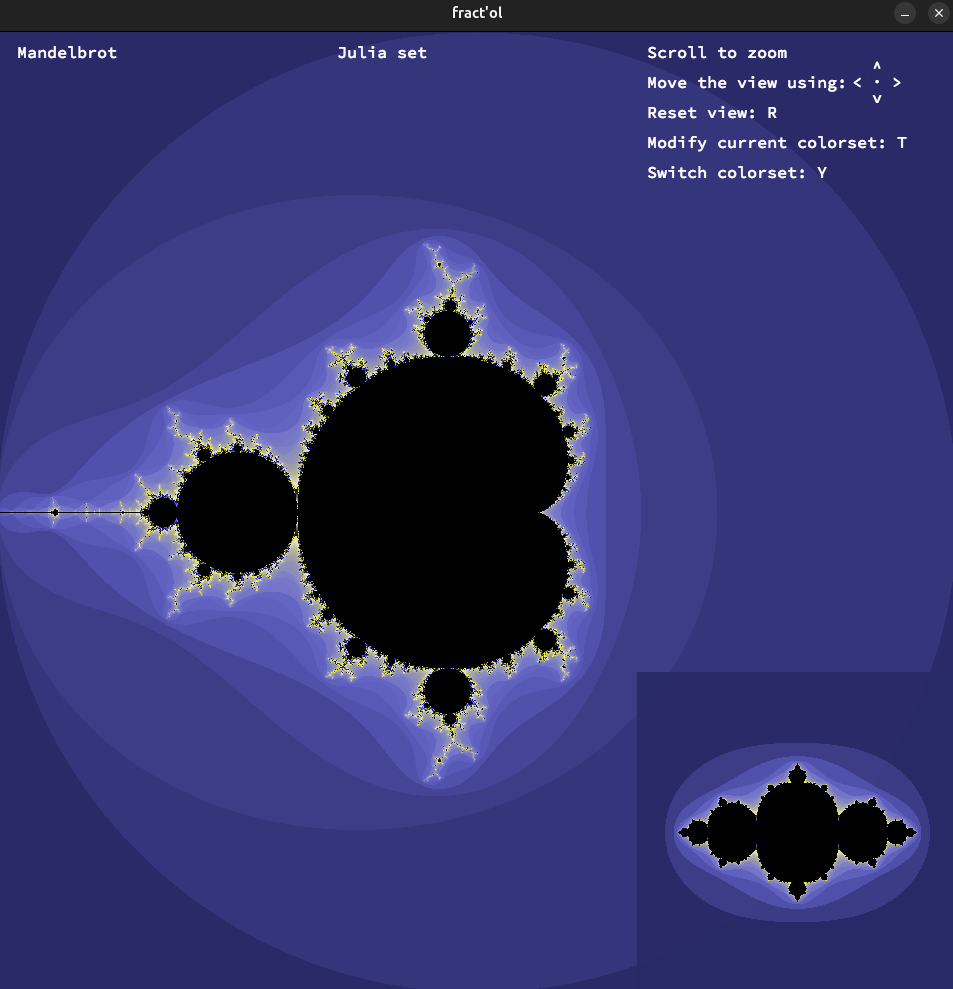 fract'ol
Mandelbrot
Julia set
Scroll to zoom
Move the view using: < ^ · v >
Reset view: R
Modify current colorset: T
Switch colorset: Y